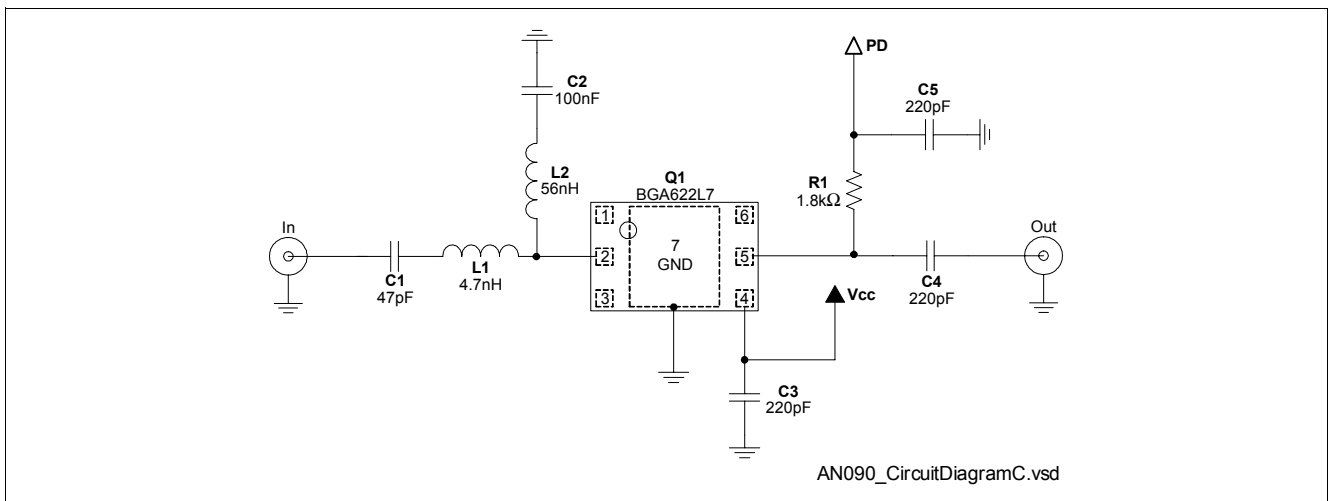 PD
C2
100nF
C5
220pF
L2
56nH
Q1
BGA622L7
R1
1.8kΩ
In
1
6
Out
7
GND
2
5
L1
4.7nH
C1
47pF
3
4
Vcc
C4
220pF
C3
220pF
AN090_CircuitDiagramC.vsd